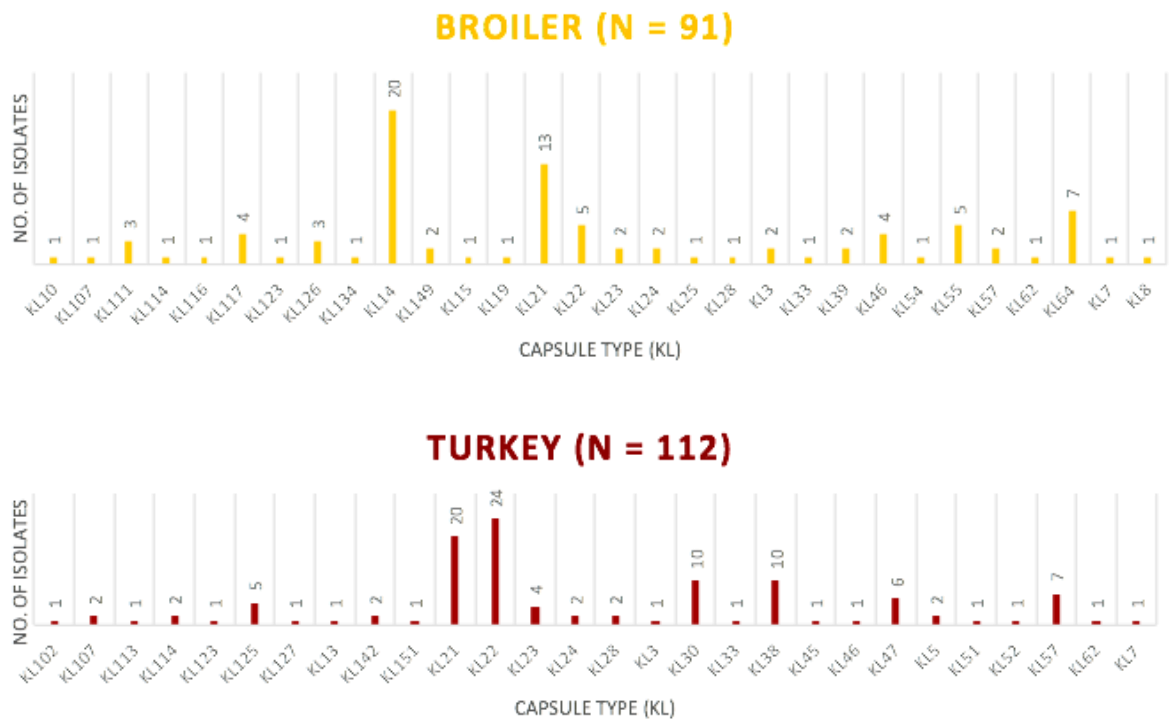 BROILER (N = 91)
NO. OF ISOLATES
1 1 3 1 1 4 1 3 1 20 2 1 1 13 5 2 2 1 1 2 1 2 4 1 5 2 1 7 1 1
KL10 KL107 KL111 KL114 KL116 KL117 KL123 KL126 KL134 KL14 KL149 KL15 KL19 KL21 KL22 KL23 KL24 KL25 KL28 KL3 KL33 KL39 KL46 KL54 KL55 KL57 KL62 KL64 KL7 KL8
CAPSULE TYPE (KL)
TURKEY (N = 112)
NO. OF ISOLATES
1 2 1 2 1 5 1 1 2 1 20 24 4 2 2 1 10 1 10 1 1 6 2 1 1 7 1 1
KL102 KL107 KL113 KL114 KL123 KL125 KL127 KL13 KL142 KL151 KL21 KL22 KL23 KL24 KL28 KL3 KL30 KL33 KL38 KL45 KL46 KL47 KL5 KL51 KL52 KL57 KL62 KL7
CAPSULE TYPE (KL)